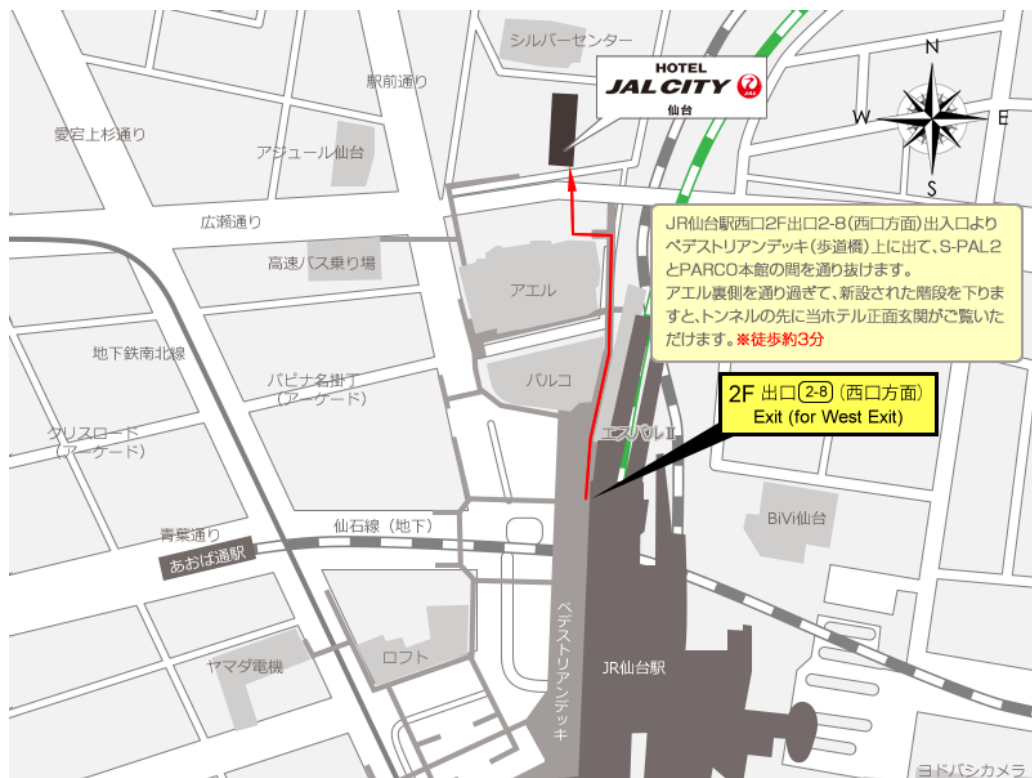 シルバーセンター
HOTEL
JAL CITY
JAL
仙台
N
W
E
S
駅前通り
愛宕上杉通り
アジュール仙台
広瀬通り
高速バス乗り場
アエル
JR仙台駅西口2F出口2-8(西口方面)出入口より
ペデストリアンデッキ(歩道橋)上に出て、S-PAL2
とPARCO本館の間を通り抜けます。
アエル裏側を通り過ぎて、新設された階段を下りま
すと、トンネルの先に当ホテル正面玄関がご覧いた
だけます。※徒歩約3分
地下鉄南北線
パピナ名掛丁
(アーケード)
パルコ
2F 出口 2-8 (西口方面)
Exit (for West Exit)
クリスロード
(アーケード)
エスパルⅡ
青葉通り
仙石線(地下)
BiVi仙台
あおば通駅
ペデストリアンデッキ
ロフト
ヤマダ電機
JR仙台駅
ヨドバシカメラ